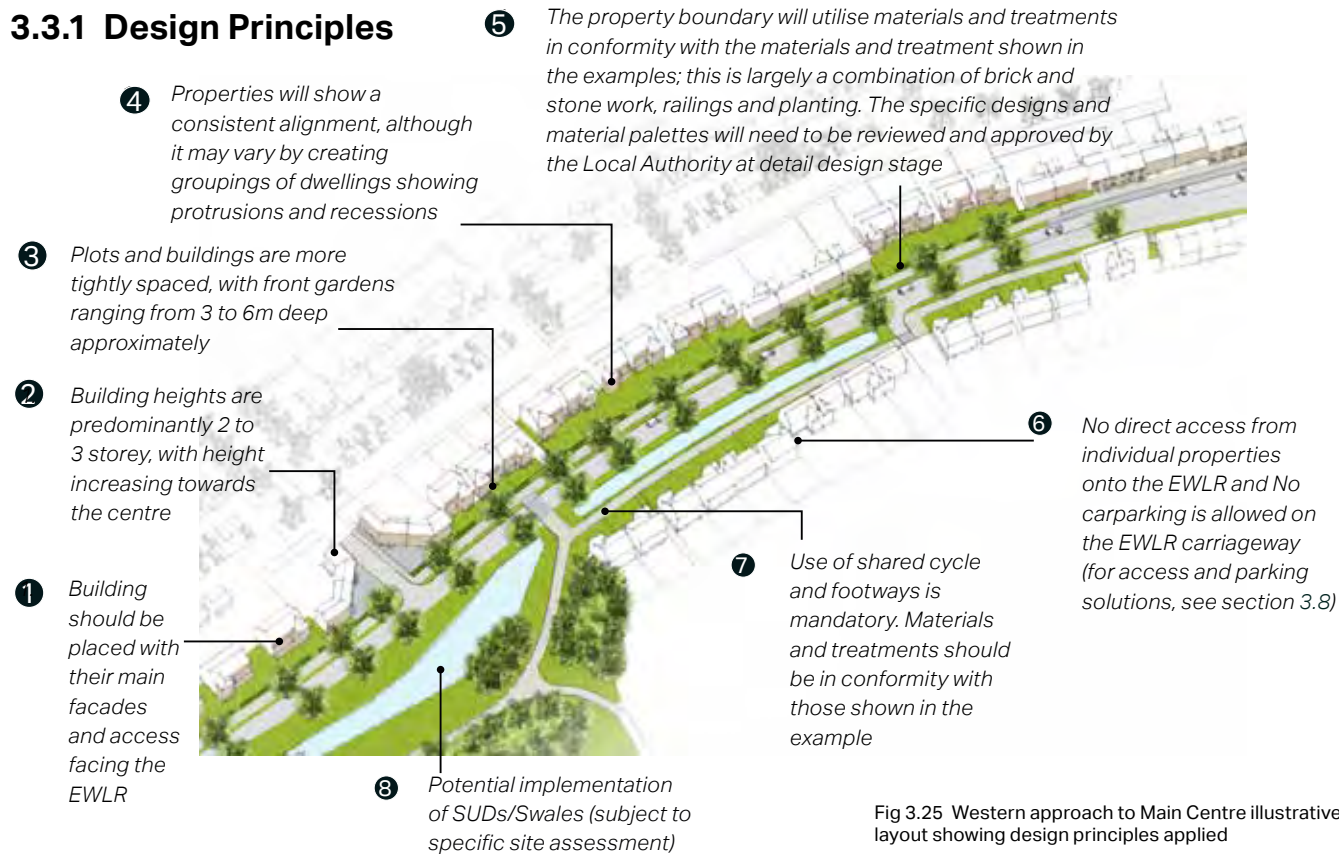 3.3.1 Design Principles
5
The property boundary will utilise materials and treatments
in conformity with the materials and treatment shown in
the examples; this is largely a combination of brick and
stone work, railings and planting. The specific designs and
material palettes will need to be reviewed and approved by
the Local Authority at detail design stage
4
Properties will show a
consistent alignment, although
it may vary by creating
groupings of dwellings showing
protrusions and recessions
3
Plots and buildings are more
tightly spaced, with front gardens
ranging from 3 to 6m deep
approximately
2
Building heights are
predominantly 2 to
3 storey, with height
increasing towards
the centre
1
Building
should be
placed with
their main
facades
and access
facing the
EWLR
6
No direct access from
individual properties
onto the EWLR and No
carparking is allowed on
the EWLR carriageway
(for access and parking
solutions, see section 3.8)
7
Use of shared cycle
and footways is
mandatory. Materials
and treatments should
be in conformity with
those shown in the
example
8
Potential implementation
of SUDs/Swales (subject to
specific site assessment)
Fig 3.25 Western approach to Main Centre illustrative
layout showing design principles applied